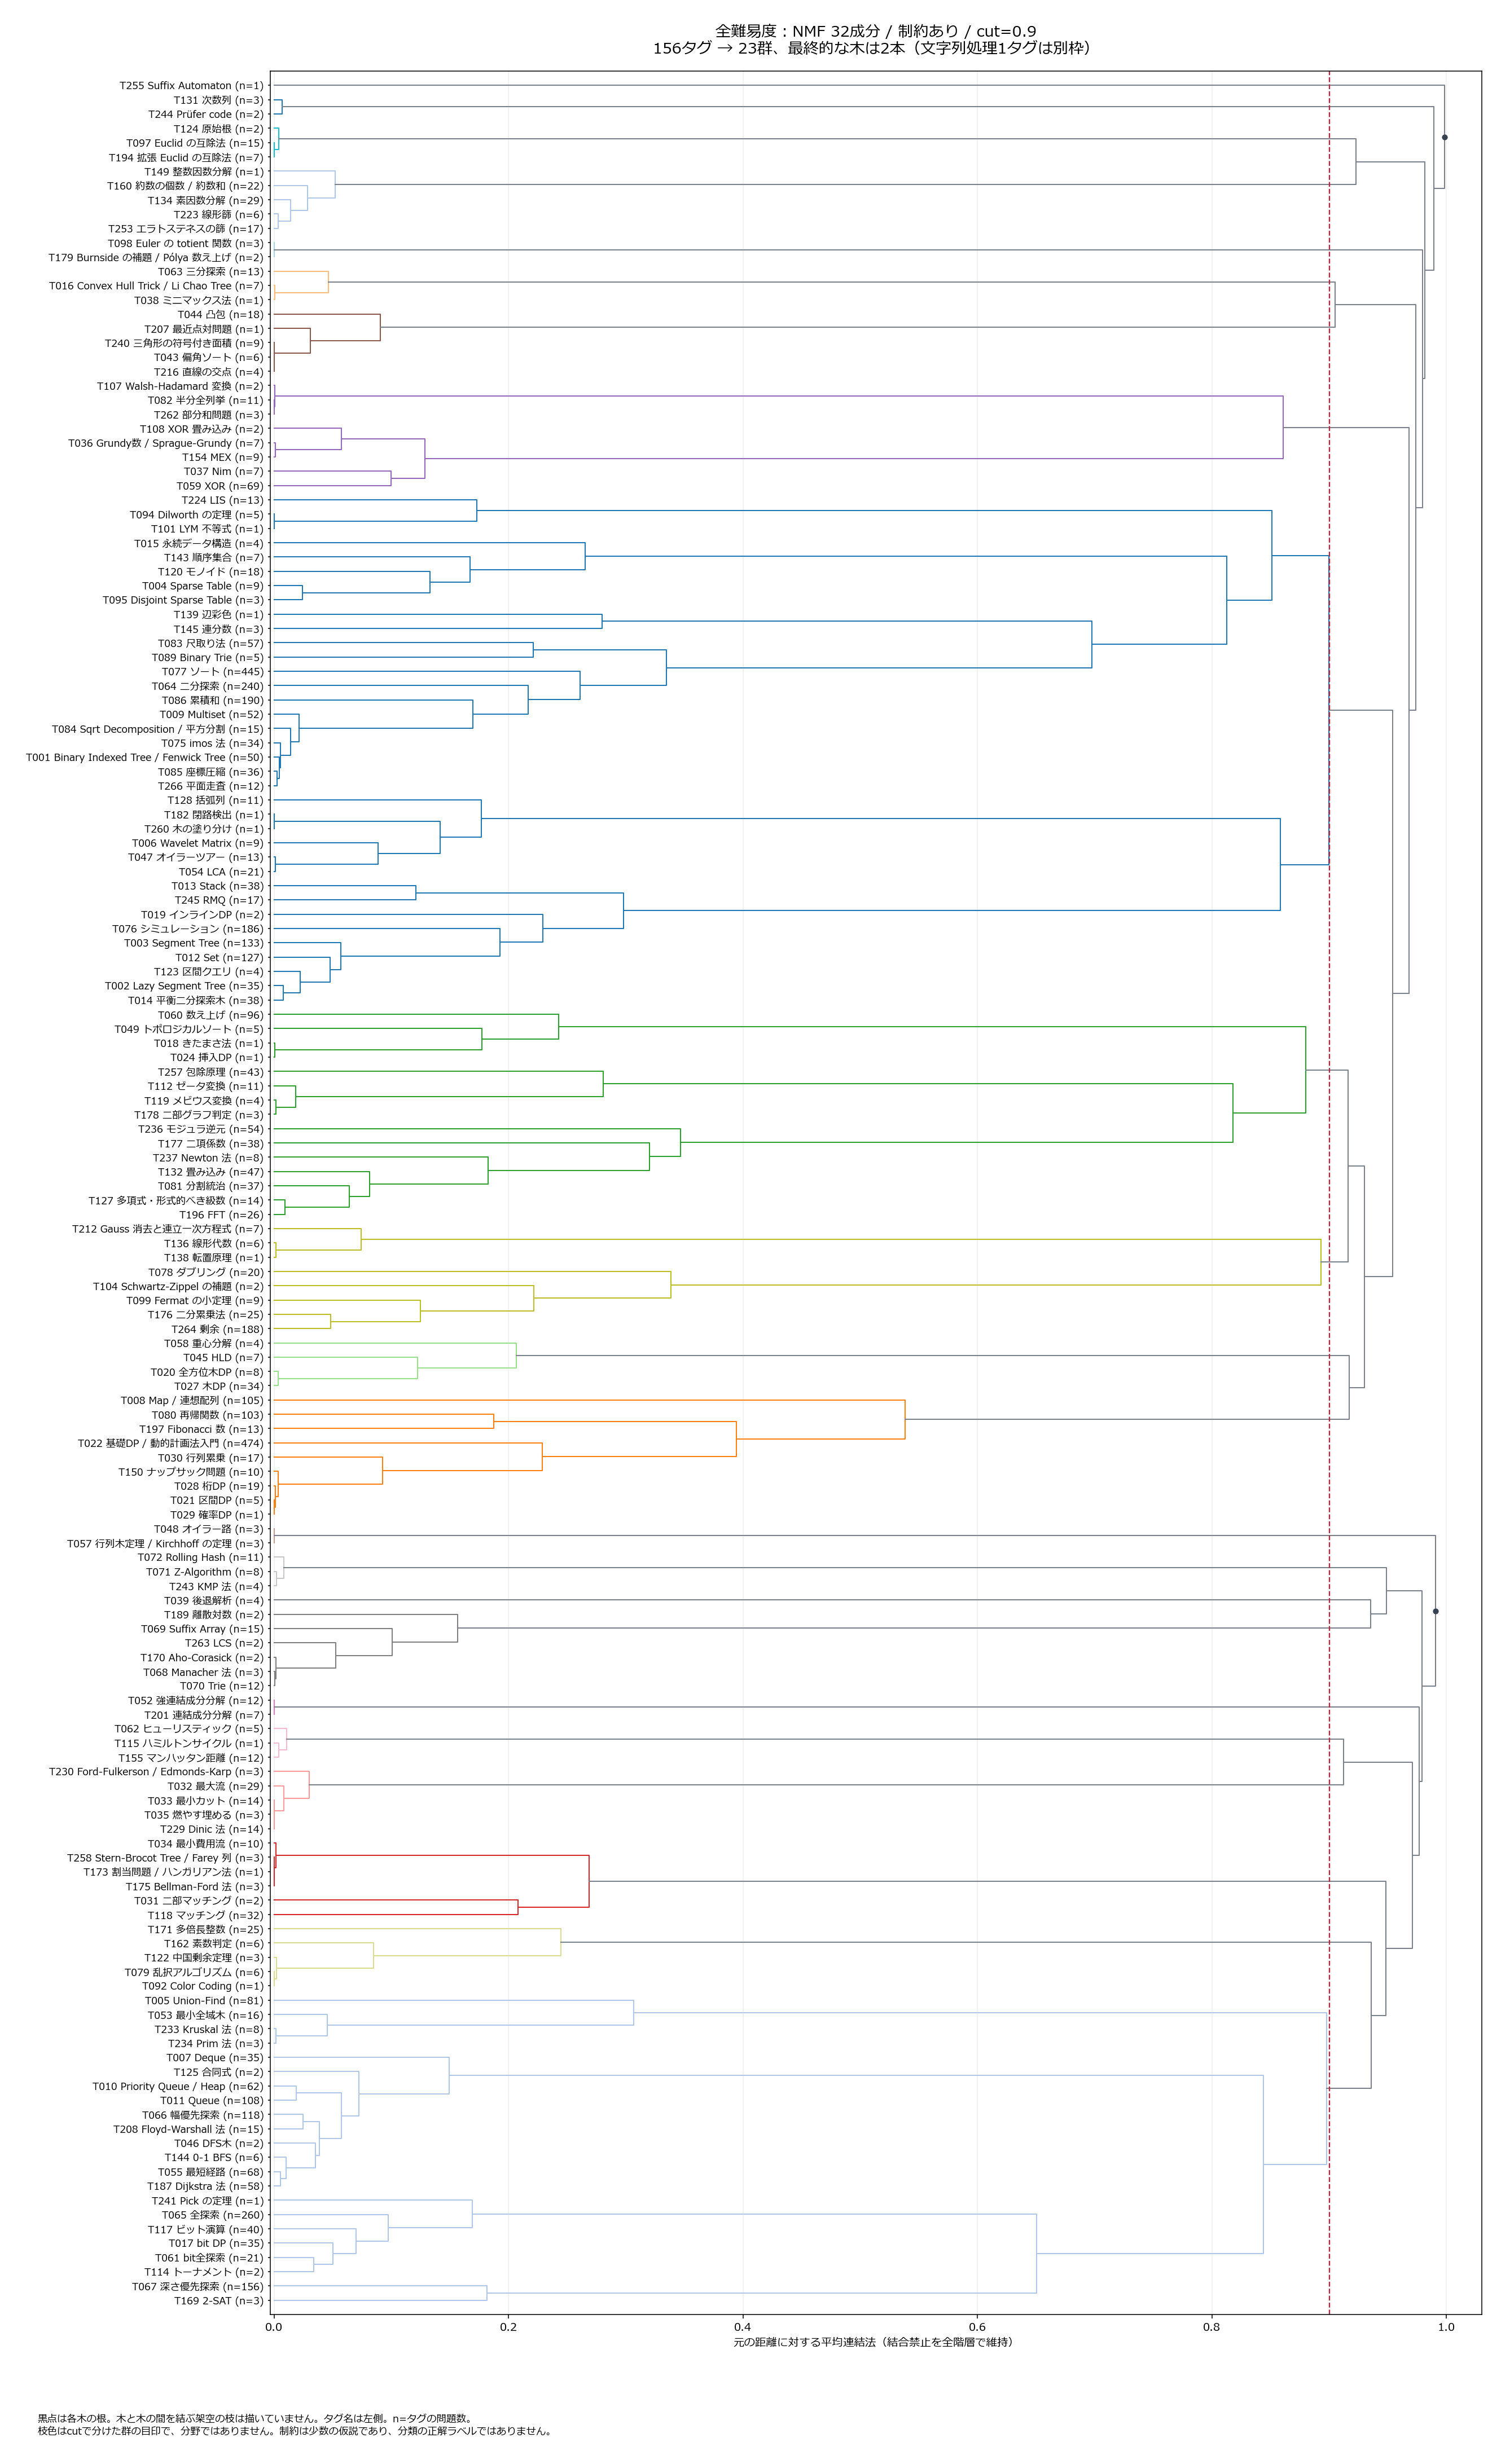 全難易度：NMF 32成分 / 制約あり / cut=0.9
156タグ → 23群、最終的な木は2本（文字列処理1タグは別枠）
T255 Suffix Automaton (n=1)
T131 次数列 (n=3)
T244 Prüfer code (n=2)
T124 原始根 (n=2)
T097 Euclid の互除法 (n=15)
T194 拡張 Euclid の互除法 (n=7)
T149 整数因数分解 (n=1)
T160 約数の個数 / 約数和 (n=22)
T134 素因数分解 (n=29)
T223 線形篩 (n=6)
T253 エラトステネスの篩 (n=17)
T098 Euler の totient 関数 (n=3)
T179 Burnside の補題 / Pólya 数え上げ (n=2)
T063 三分探索 (n=13)
T016 Convex Hull Trick / Li Chao Tree (n=7)
T038 ミニマックス法 (n=1)
T044 凸包 (n=18)
T207 最近点対問題 (n=1)
T240 三角形の符号付き面積 (n=9)
T043 偏角ソート (n=6)
T216 直線の交点 (n=4)
T107 Walsh-Hadamard 変換 (n=2)
T082 半分全列挙 (n=11)
T262 部分和問題 (n=3)
T108 XOR 畳み込み (n=2)
T036 Grundy数 / Sprague-Grundy (n=7)
T154 MEX (n=9)
T037 Nim (n=7)
T059 XOR (n=69)
T224 LIS (n=13)
T094 Dilworth の定理 (n=5)
T101 LYM 不等式 (n=1)
T015 永続データ構造 (n=4)
T143 順序集合 (n=7)
T120 モノイド (n=18)
T004 Sparse Table (n=9)
T095 Disjoint Sparse Table (n=3)
T139 辺彩色 (n=1)
T145 連分数 (n=3)
T083 尺取り法 (n=57)
T089 Binary Trie (n=5)
T077 ソート (n=445)
T064 二分探索 (n=240)
T086 累積和 (n=190)
T009 Multiset (n=52)
T084 Sqrt Decomposition / 平方分割 (n=15)
T075 imos 法 (n=34)
T001 Binary Indexed Tree / Fenwick Tree (n=50)
T085 座標圧縮 (n=36)
T266 平面走査 (n=12)
T128 括弧列 (n=11)
T182 閉路検出 (n=1)
T260 木の塗り分け (n=1)
T006 Wavelet Matrix (n=9)
T047 オイラーツアー (n=13)
T054 LCA (n=21)
T013 Stack (n=38)
T245 RMQ (n=17)
T019 インラインDP (n=2)
T076 シミュレーション (n=186)
T003 Segment Tree (n=133)
T012 Set (n=127)
T123 区間クエリ (n=4)
T002 Lazy Segment Tree (n=35)
T014 平衡二分探索木 (n=38)
T060 数え上げ (n=96)
T049 トポロジカルソート (n=5)
T018 きたまさ法 (n=1)
T024 挿入DP (n=1)
T257 包除原理 (n=43)
T112 ゼータ変換 (n=11)
T119 メビウス変換 (n=4)
T178 二部グラフ判定 (n=3)
T236 モジュラ逆元 (n=54)
T177 二項係数 (n=38)
T237 Newton 法 (n=8)
T132 畳み込み (n=47)
T081 分割統治 (n=37)
T127 多項式・形式的べき級数 (n=14)
T196 FFT (n=26)
T212 Gauss 消去と連立一次方程式 (n=7)
T136 線形代数 (n=6)
T138 転置原理 (n=1)
T078 ダブリング (n=20)
T104 Schwartz-Zippel の補題 (n=2)
T099 Fermat の小定理 (n=9)
T176 二分累乗法 (n=25)
T264 剰余 (n=188)
T058 重心分解 (n=4)
T045 HLD (n=7)
T020 全方位木DP (n=8)
T027 木DP (n=34)
T008 Map / 連想配列 (n=105)
T080 再帰関数 (n=103)
T197 Fibonacci 数 (n=13)
T022 基礎DP / 動的計画法入門 (n=474)
T030 行列累乗 (n=17)
T150 ナップサック問題 (n=10)
T028 桁DP (n=19)
T021 区間DP (n=5)
T029 確率DP (n=1)
T048 オイラー路 (n=3)
T057 行列木定理 / Kirchhoff の定理 (n=3)
T072 Rolling Hash (n=11)
T071 Z-Algorithm (n=8)
T243 KMP 法 (n=4)
T039 後退解析 (n=4)
T189 離散対数 (n=2)
T069 Suffix Array (n=15)
T263 LCS (n=2)
T170 Aho-Corasick (n=2)
T068 Manacher 法 (n=3)
T070 Trie (n=12)
T052 強連結成分分解 (n=12)
T201 連結成分分解 (n=7)
T062 ヒューリスティック (n=5)
T115 ハミルトンサイクル (n=1)
T155 マンハッタン距離 (n=12)
T230 Ford-Fulkerson / Edmonds-Karp (n=3)
T032 最大流 (n=29)
T033 最小カット (n=14)
T035 燃やす埋める (n=3)
T229 Dinic 法 (n=14)
T034 最小費用流 (n=10)
T258 Stern-Brocot Tree / Farey 列 (n=3)
T173 割当問題 / ハンガリアン法 (n=1)
T175 Bellman-Ford 法 (n=3)
T031 二部マッチング (n=2)
T118 マッチング (n=32)
T171 多倍長整数 (n=25)
T162 素数判定 (n=6)
T122 中国剰余定理 (n=3)
T079 乱択アルゴリズム (n=6)
T092 Color Coding (n=1)
T005 Union-Find (n=81)
T053 最小全域木 (n=16)
T233 Kruskal 法 (n=8)
T234 Prim 法 (n=3)
T007 Deque (n=35)
T125 合同式 (n=2)
T010 Priority Queue / Heap (n=62)
T011 Queue (n=108)
T066 幅優先探索 (n=118)
T208 Floyd-Warshall 法 (n=15)
T046 DFS木 (n=2)
T144 0-1 BFS (n=6)
T055 最短経路 (n=68)
T187 Dijkstra 法 (n=58)
T241 Pick の定理 (n=1)
T065 全探索 (n=260)
T117 ビット演算 (n=40)
T017 bit DP (n=35)
T061 bit全探索 (n=21)
T114 トーナメント (n=2)
T067 深さ優先探索 (n=156)
T169 2-SAT (n=3)
0.0 0.2 0.4 0.6 0.8 1.0
元の距離に対する平均連結法（結合禁止を全階層で維持）
黒点は各木の根。木と木の間を結ぶ架空の枝は描いていません。タグ名は左側。n=タグの問題数。
枝色はcutで分けた群の目印で、分野ではありません。制約は少数の仮説であり、分類の正解ラベルではありません。